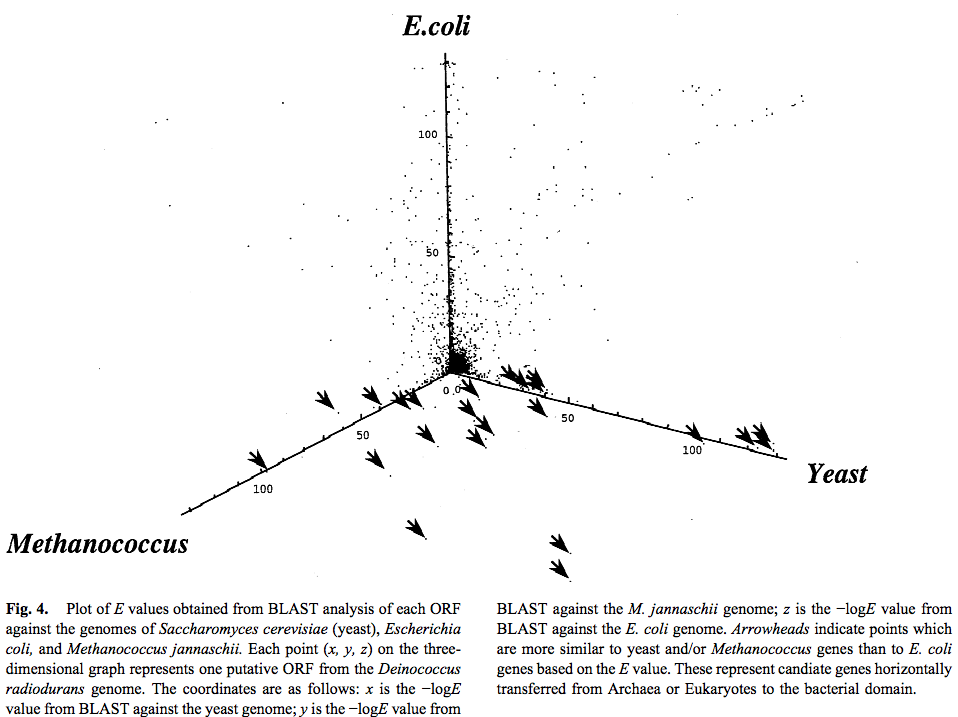 E.coli
100
50
0
0
0.0
50
50
100
100
Yeast
Methanococcus
Fig. 4. Plot of E values obtained from BLAST analysis of each ORF
against the genomes of Saccharomyces cerevisiae (yeast), Escherichia
coli, and Methanococcus jannaschii. Each point (x, y, z) on the three-
dimensional graph represents one putative ORF from the Deinococcus
radiodurans genome. The coordinates are as follows: x is the −logE
value from BLAST against the yeast genome; y is the −logE value from
BLAST against the M. jannaschii genome; z is the −logE value from
BLAST against the E. coli genome. Arrowheads indicate points which
are more similar to yeast and/or Methanococcus genes than to E. coli
genes based on the E value. These represent candiate genes horizontally
transferred from Archaea or Eukaryotes to the bacterial domain.